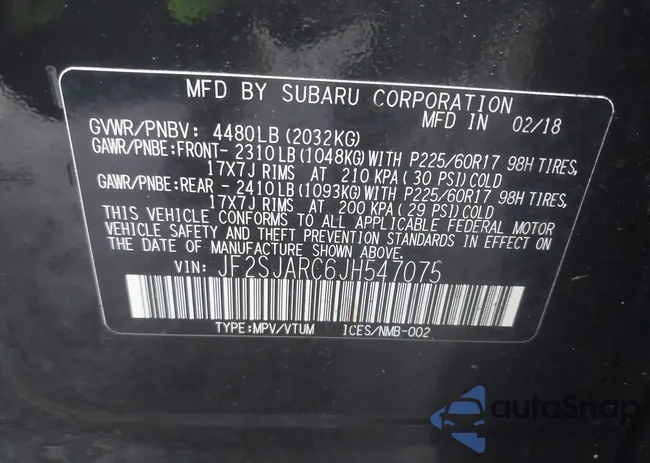 MFD BY SUBARU CORPORATION
MFD IN 02/18
GVWR/PNBV: 4480LB(2032KG)
GAWR/PNBE:FRONT- 2310LB(1048KG)WITH P225/60R17 98H TIRES,
17X7J RIMS AT 210 KPA(30 PSI)COLD
GAWR/PNBE:REAR - 2410LB(1093KG)WITH P225/60R17 98H TIRES,
17X7J RIMS AT 200 KPA(29 PSI)COLD
THIS VEHICLE CONFORMS TO ALL APPLICABLE FEDERAL MOTOR
VEHICLE SAFETY AND THEFT PREVENTION STANDARDS IN EFFECT ON
THE DATE OF MANUFACTURE SHOWN ABOVE.
VIN: JF2SJARC6JH547075
TYPE:MPV/VTUM ICES/NMB-002
autoSnap